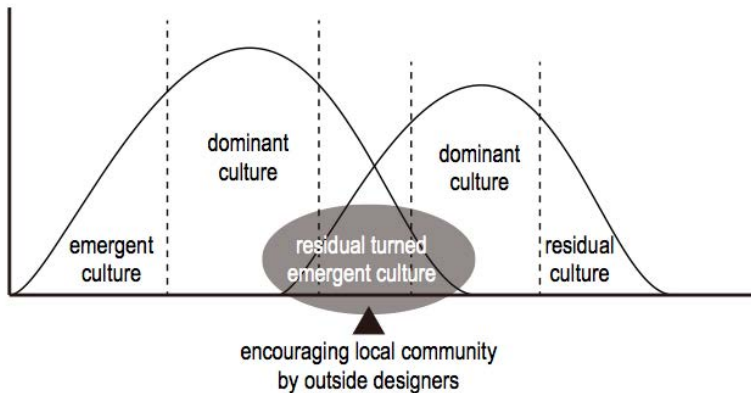 dominant
culture
dominant
culture
emergent
culture
residual turned
emergent culture
residual
culture
encouraging local community
by outside designers